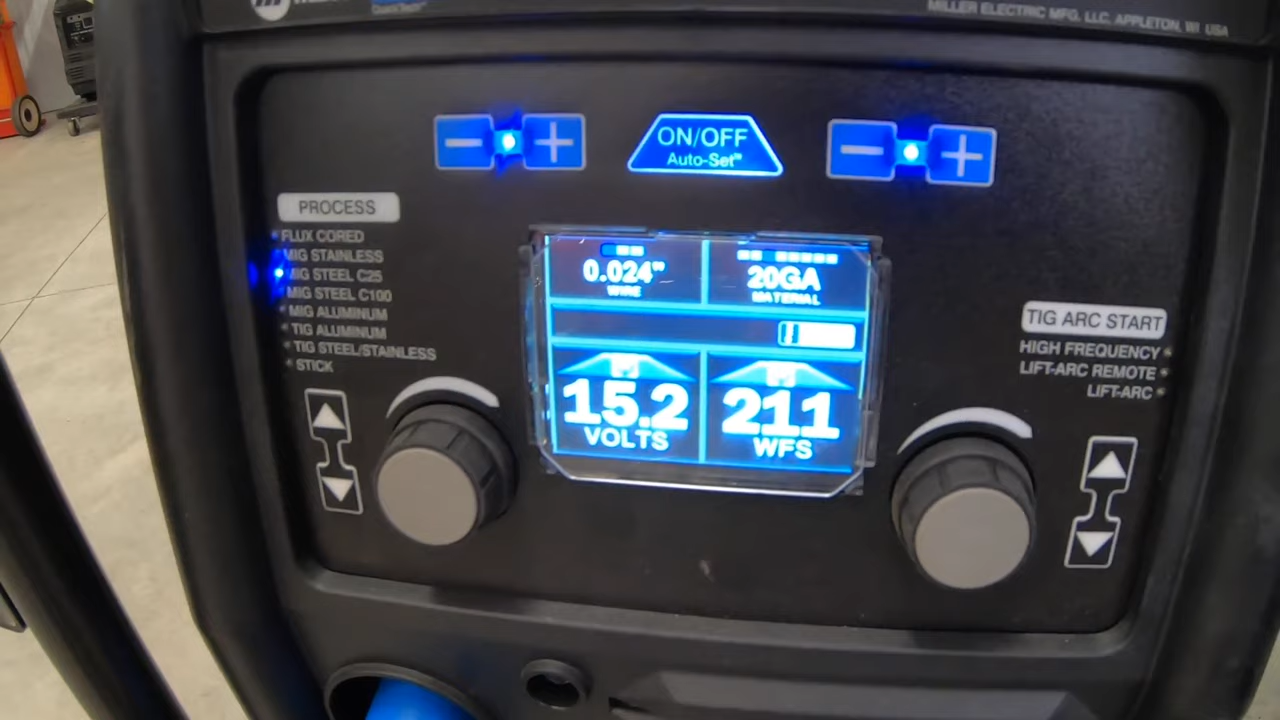 MILLER ELECTRIC MFG. LLC, APPLETON, WI USA
− +
ON/OFF
Auto-Set™
− +
PROCESS
FLUX CORED
MIG STAINLESS
MIG STEEL C25
MIG STEEL C100
MIG ALUMINUM
TIG ALUMINUM
TIG STEEL/STAINLESS
STICK
0.024"
WIRE
20GA
MATERIAL
15.2
VOLTS
211
WFS
TIG ARC START
HIGH FREQUENCY
LIFT-ARC REMOTE
LIFT-ARC